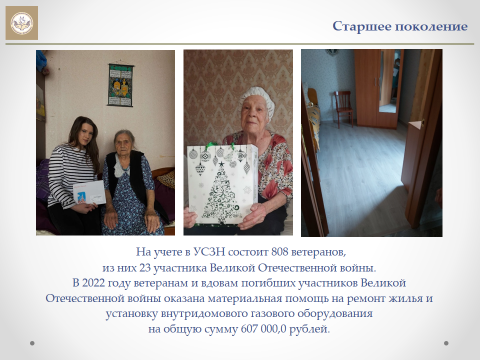 Старшее поколение
На учете в УСЗН состоит 808 ветеранов,
из них 23 участника Великой Отечественной войны.
В 2022 году ветеранам и вдовам погибших участников Великой
Отечественной войны оказана материальная помощь на ремонт жилья и
установку внутридомового газового оборудования
на общую сумму 607 000,0 рублей.